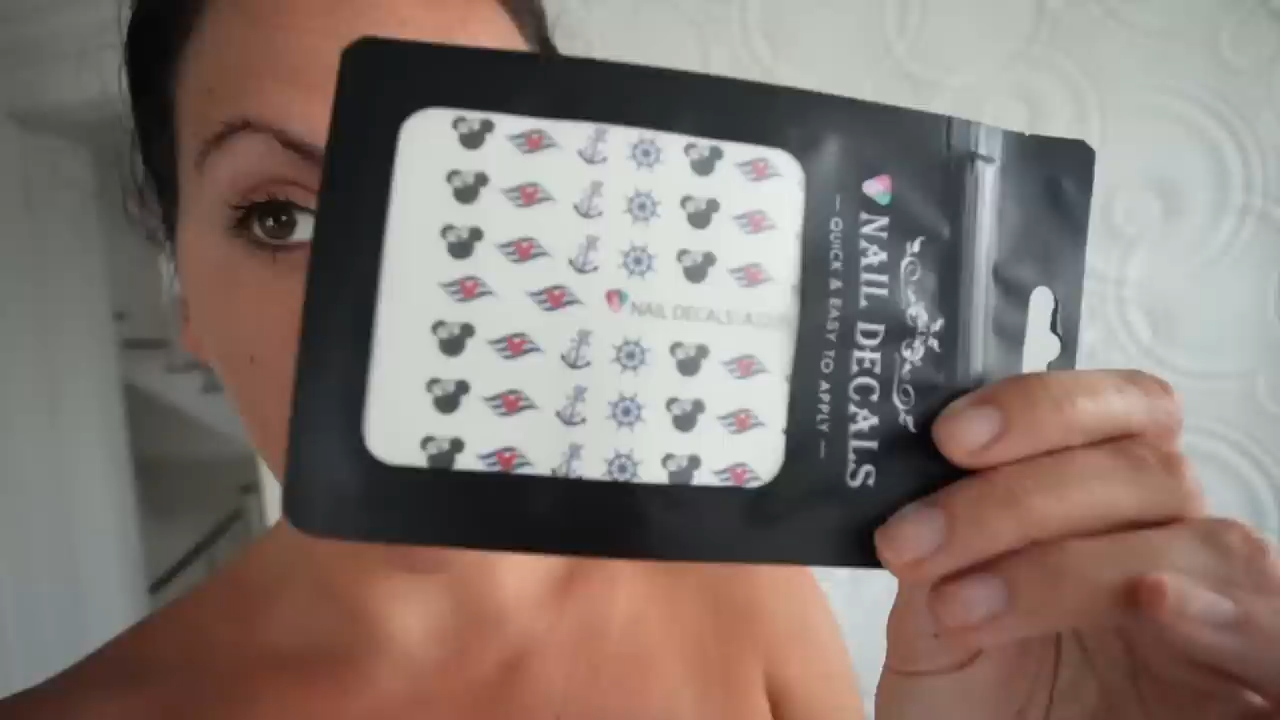 NAIL DECALS
— QUICK & EASY TO APPLY —
NAIL DECALS